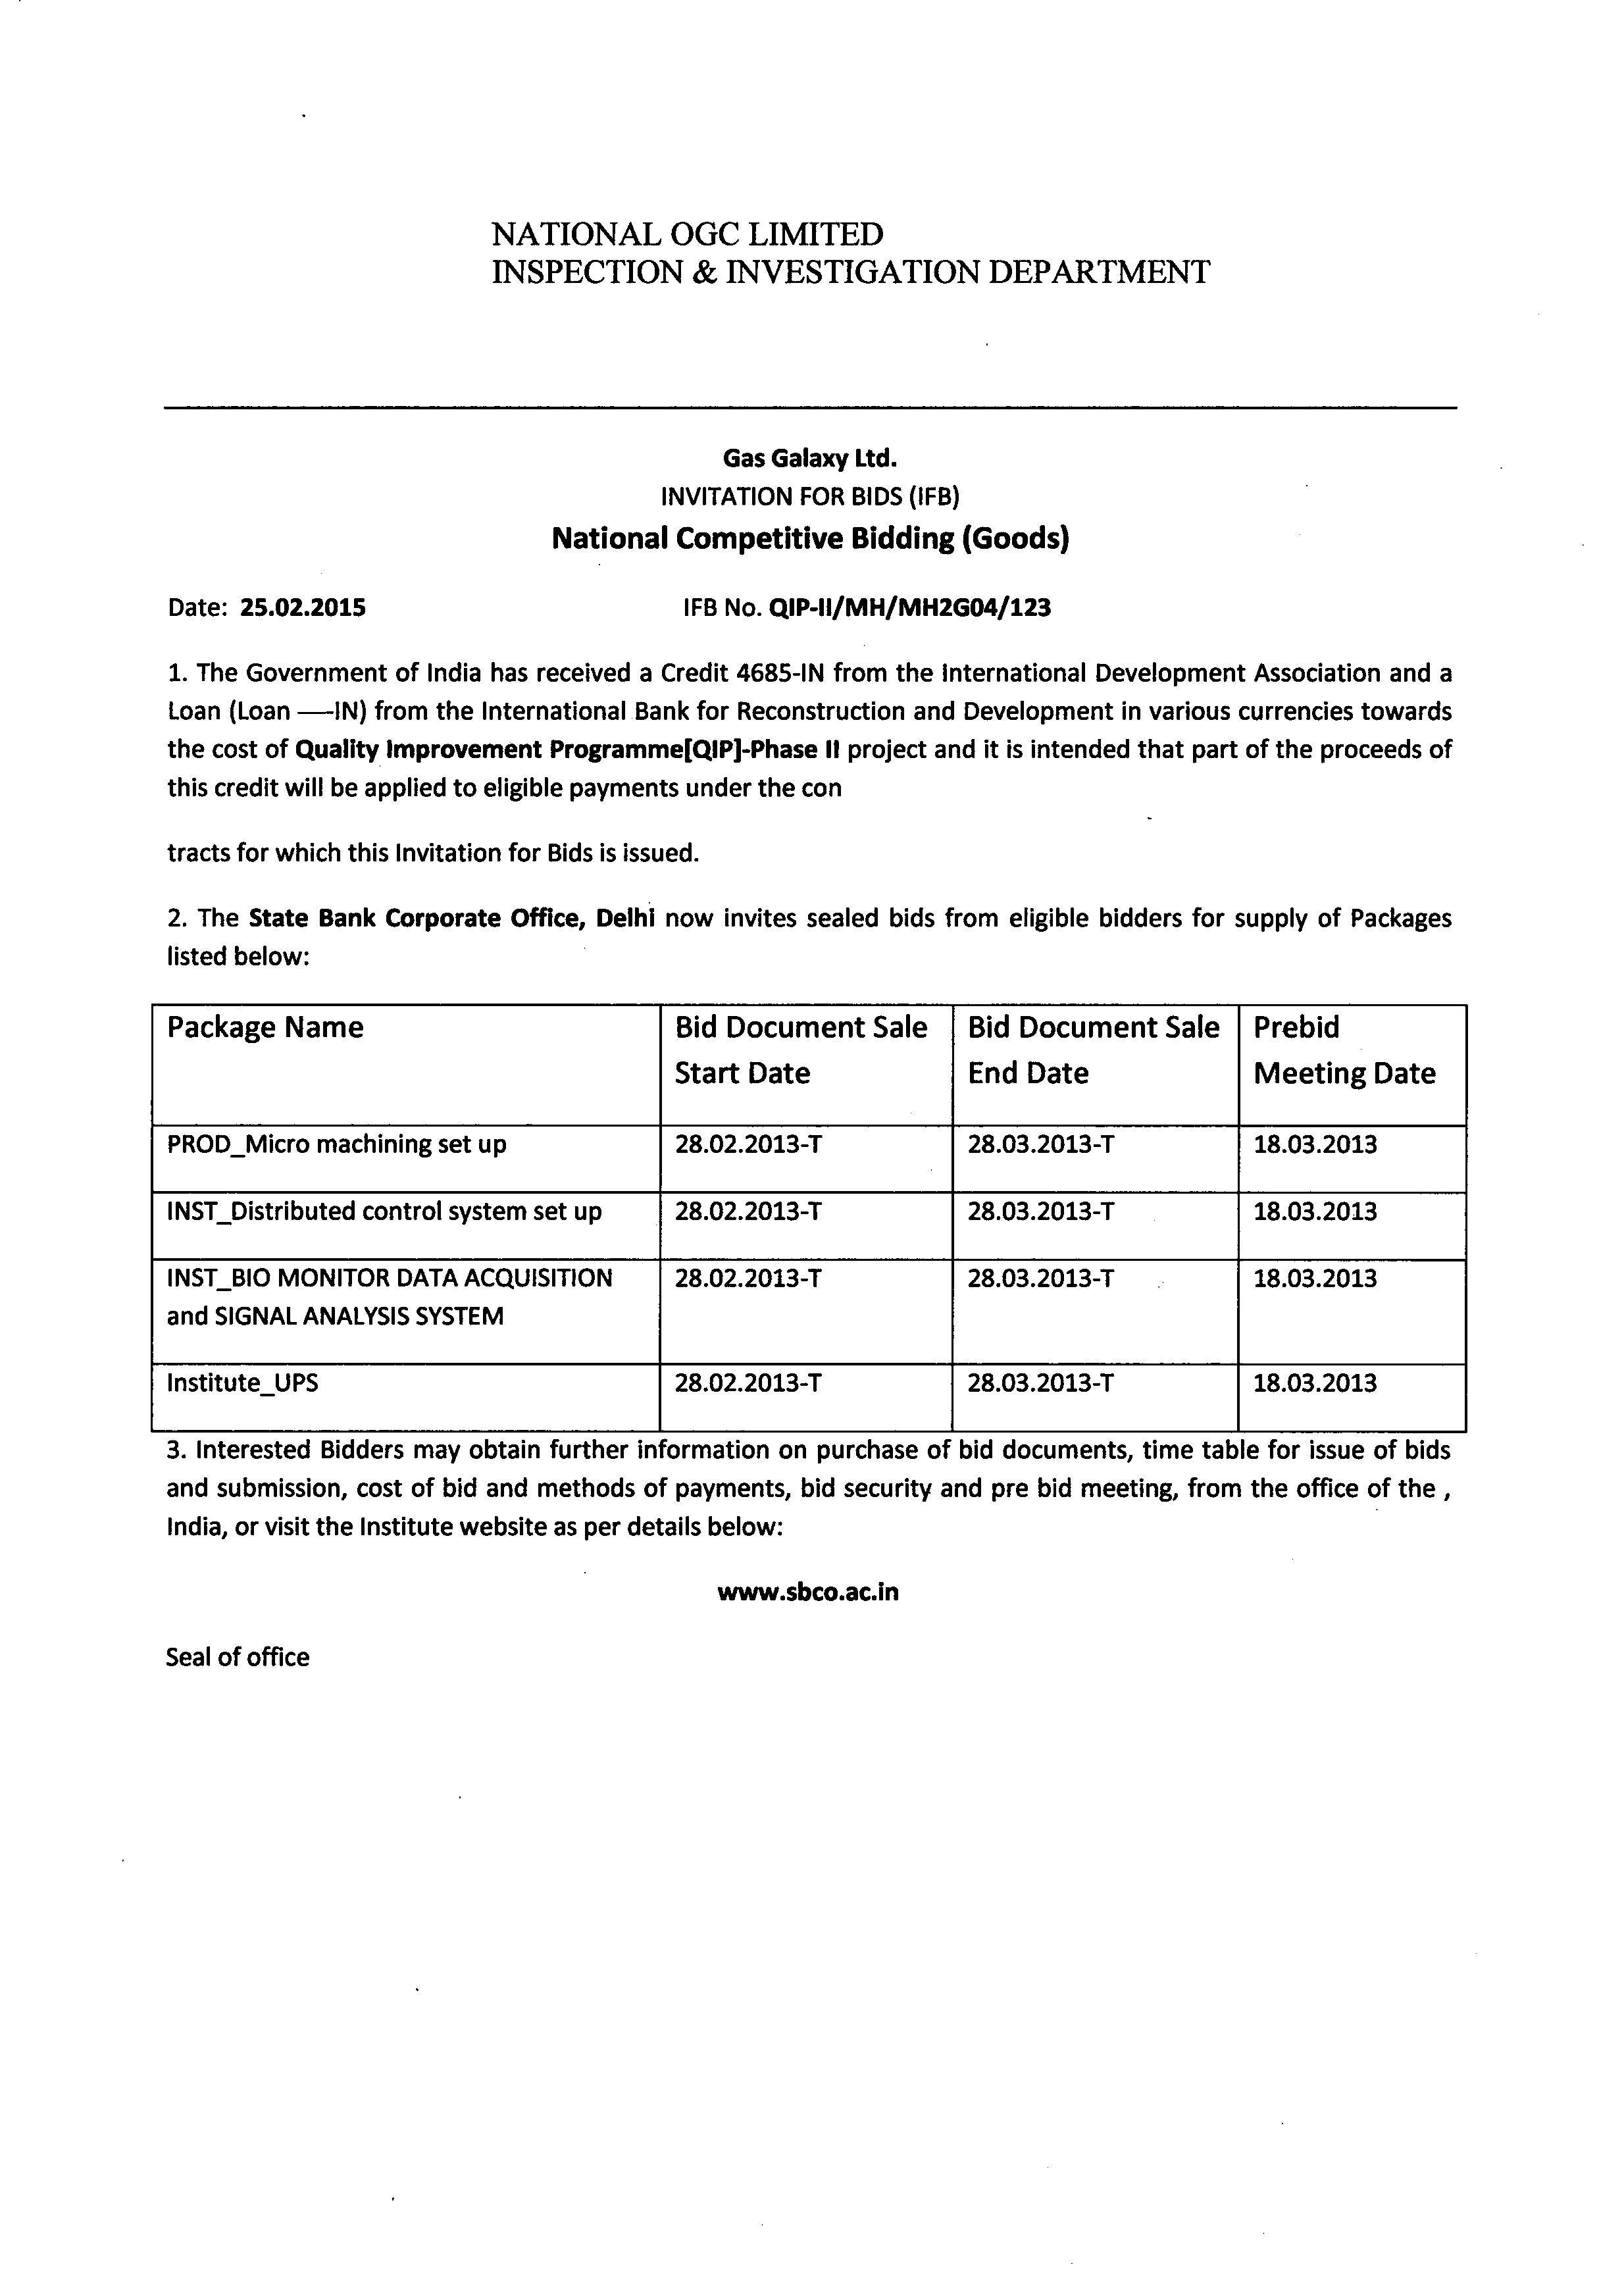 NATIONAL OGC LIMITED
INSPECTION & INVESTIGATION DEPARTMENT
Gas Galaxy Ltd.
INVITATION FOR BIDS (IFB)
National Competitive Bidding (Goods)
Date: 25.02.2015 IFB No. QIP-II/MH/MH2G04/123
1. The Government of India has received a Credit 4685-IN from the International Development Association and a
Loan (Loan —-IN) from the International Bank for Reconstruction and Development in various currencies towards
the cost of Quality Improvement Programme[QIP]-Phase II project and it is intended that part of the proceeds of
this credit will be applied to eligible payments under the con
tracts for which this Invitation for Bids is issued.
2. The State Bank Corporate Office, Delhi now invites sealed bids from eligible bidders for supply of Packages
listed below:
Package Name Bid Document Sale Bid Document Sale Prebid
Start Date End Date Meeting Date
PROD_Micro machining set up 28.02.2013-T 28.03.2013-T 18.03.2013
INST_Distributed control system set up 28.02.2013-T 28.03.2013-T 18.03.2013
INST_BIO MONITOR DATA ACQUISITION 28.02.2013-T 28.03.2013-T 18.03.2013
and SIGNAL ANALYSIS SYSTEM
Institute_UPS 28.02.2013-T 28.03.2013-T 18.03.2013
3. Interested Bidders may obtain further information on purchase of bid documents, time table for issue of bids
and submission, cost of bid and methods of payments, bid security and pre bid meeting, from the office of the ,
India, or visit the Institute website as per details below:
www.sbco.ac.in
Seal of office